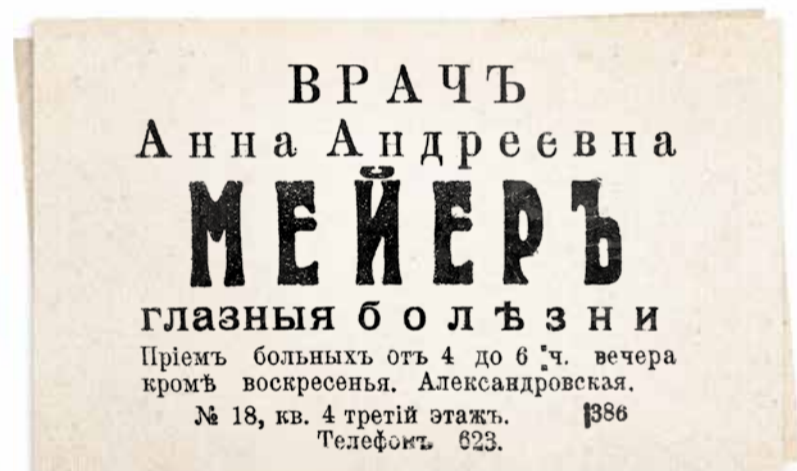 ВРАЧЪ
Анна Андреевна
МЕЙЕРЪ
глазныя болѣзни
Пріемъ больныхъ отъ 4 до 6 ч. вечера
кромѣ воскресенья. Александровская.
№ 18, кв. 4 третій этажъ. 1386
Телефонъ 623.